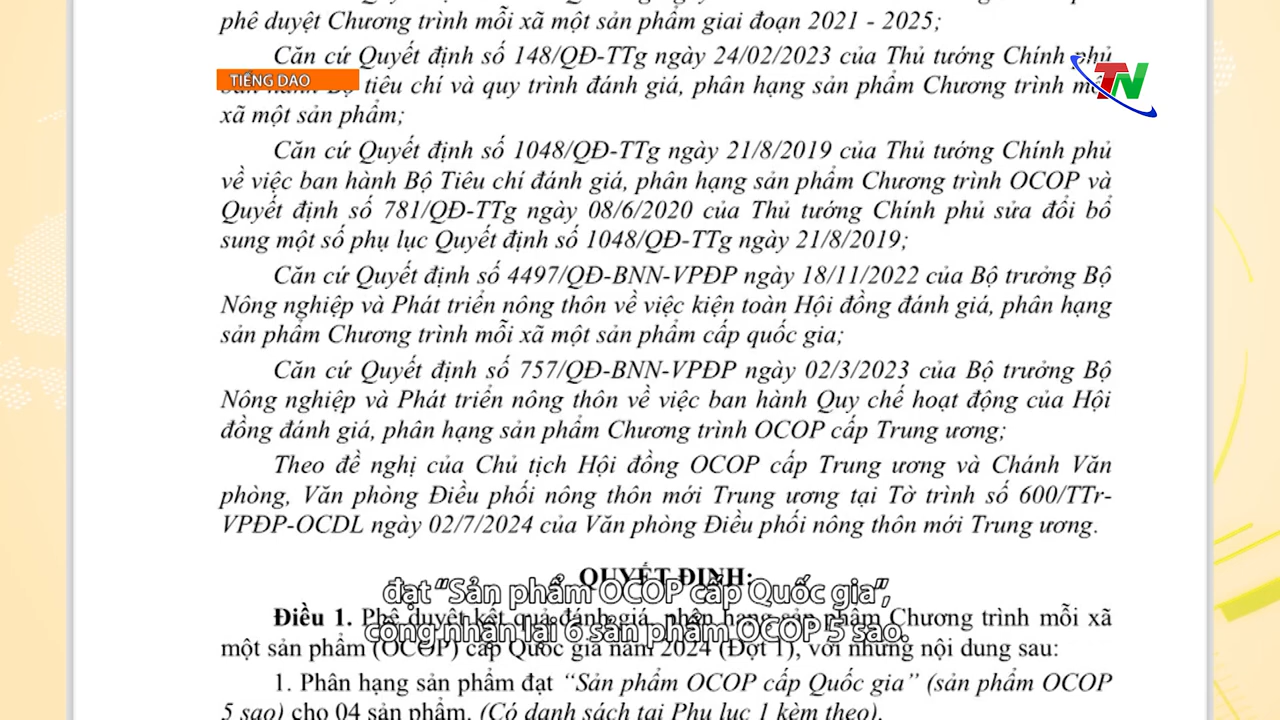 phê duyệt Chương trình mỗi xã một sản phẩm giai đoạn 2021 - 2025;
Căn cứ Quyết định số 148/QĐ-TTg ngày 24/02/2023 của Thủ tướng Chính phủ
TIẾNG DAO
tiêu chí và quy trình đánh giá, phân hạng sản phẩm Chương trình mỗi
TN
xã một sản phẩm;
Căn cứ Quyết định số 1048/QĐ-TTg ngày 21/8/2019 của Thủ tướng Chính phủ
về việc ban hành Bộ Tiêu chí đánh giá, phân hạng sản phẩm Chương trình OCOP và
Quyết định số 781/QĐ-TTg ngày 08/6/2020 của Thủ tướng Chính phủ sửa đổi bổ
sung một số phụ lục Quyết định số 1048/QĐ-TTg ngày 21/8/2019;
Căn cứ Quyết định số 4497/QĐ-BNN-VPĐP ngày 18/11/2022 của Bộ trưởng Bộ
Nông nghiệp và Phát triển nông thôn về việc kiện toàn Hội đồng đánh giá, phân hạng
sản phẩm Chương trình mỗi xã một sản phẩm cấp quốc gia;
Căn cứ Quyết định số 757/QĐ-BNN-VPĐP ngày 02/3/2023 của Bộ trưởng Bộ
Nông nghiệp và Phát triển nông thôn về việc ban hành Quy chế hoạt động của Hội
đồng đánh giá, phân hạng sản phẩm Chương trình OCOP cấp Trung ương;
Theo đề nghị của Chủ tịch Hội đồng OCOP cấp Trung ương và Chánh Văn
phòng, Văn phòng Điều phối nông thôn mới Trung ương tại Tờ trình số 600/TTr-
VPĐP-OCDL ngày 02/7/2024 của Văn phòng Điều phối nông thôn mới Trung ương.
QUYẾT ĐỊNH:
đạt “Sản phẩm OCOP cấp Quốc gia”,
Điều 1. Phê duyệt kết quả đánh giá, phân hạng sản phẩm Chương trình mỗi xã
công nhận lại 6 sản phẩm OCOP 5 sao.
một sản phẩm (OCOP) cấp Quốc gia năm 2024 (Đợt 1), với những nội dung sau:
1. Phân hạng sản phẩm đạt “Sản phẩm OCOP cấp Quốc gia” (sản phẩm OCOP
5 sao) cho 04 sản phẩm. (Có danh sách tại Phụ lục 1 kèm theo).